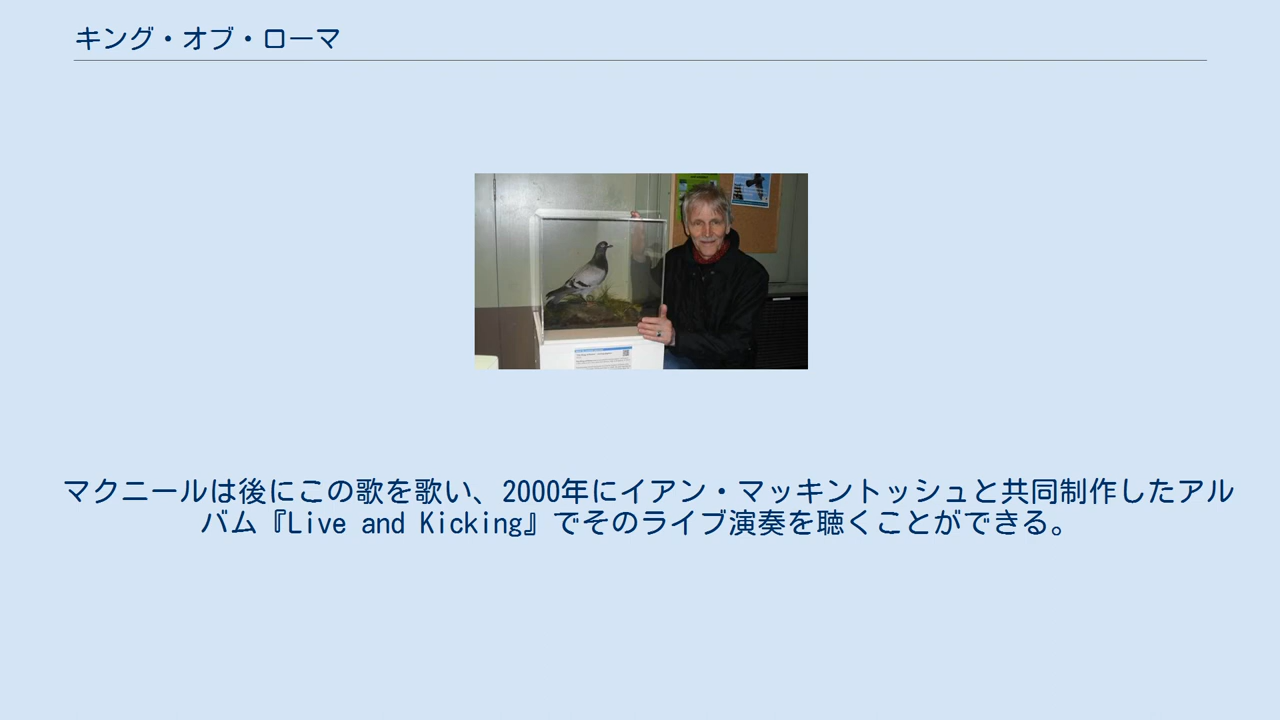 キング・オブ・ローマ
マクニールは後にこの歌を歌い、2000年にイアン・マッキントッシュと共同制作したアル
バム『Live and Kicking』でそのライブ演奏を聴くことができる。